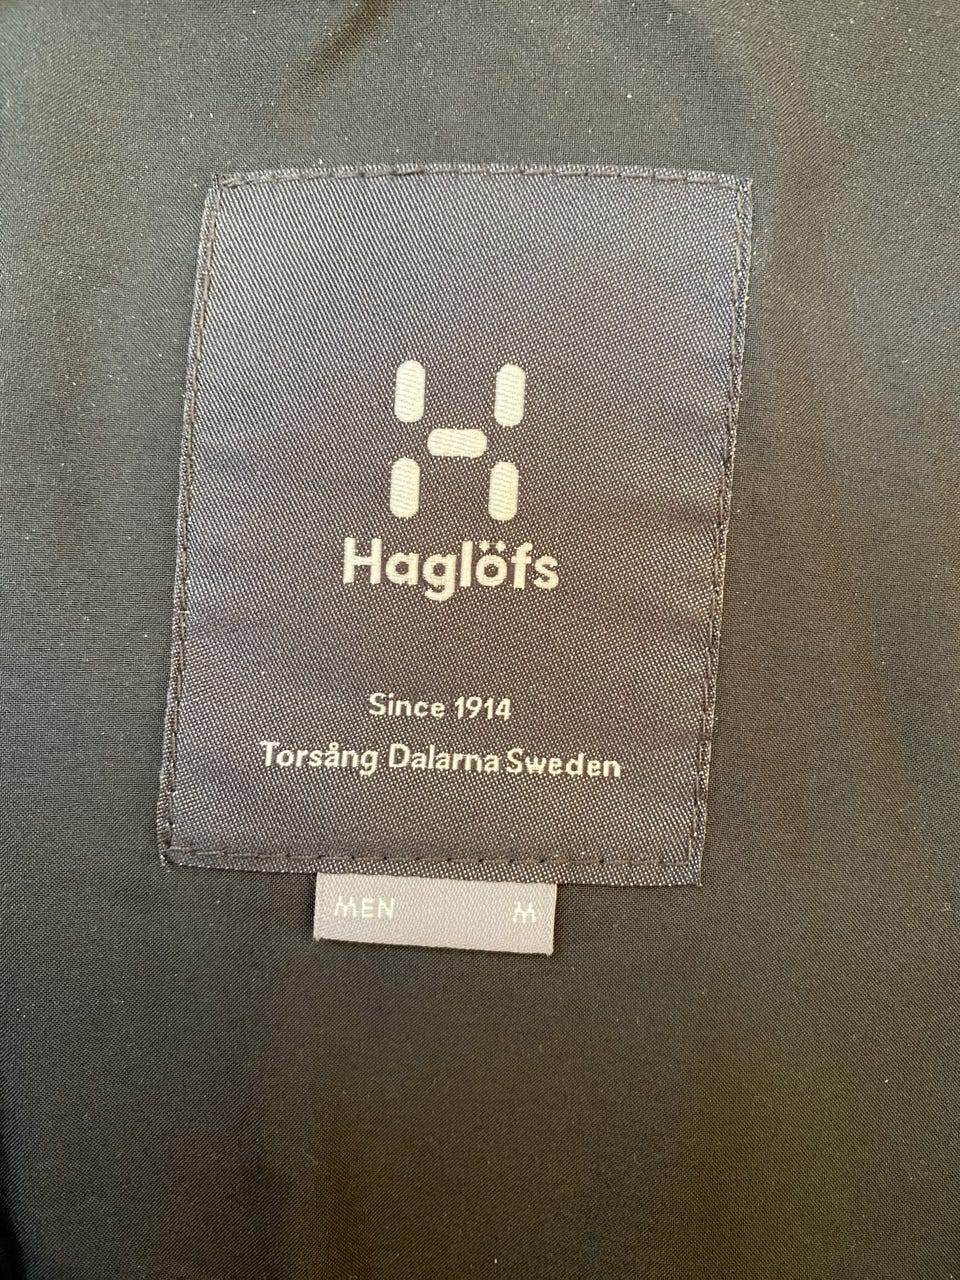 Haglöfs
Since 1914
Torsång Dalarna Sweden
MEN M